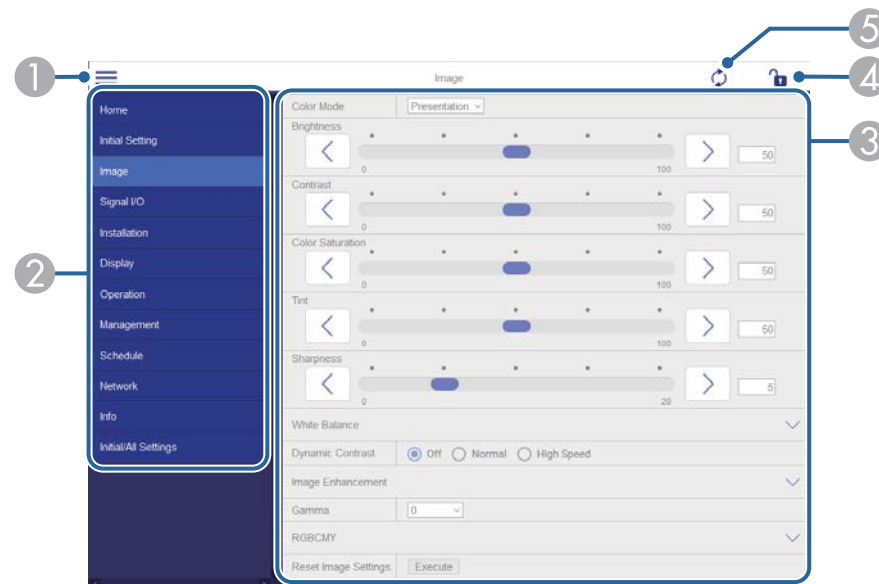 5
1
Image
4
Home
Color Mode
Presentation
Brightness
3
Initial Setting
50
0
100
Image
Contrast
Signal I/O
50
0
100
Installation
Color Saturation
2
Display
50
0
100
Operation
Tint
Management
50
0
100
Schedule
Sharpness
Network
5
0
20
Info
White Balance
Initial/All Settings
Dynamic Contrast
Off
Normal
High Speed
Image Enhancement
Gamma
0
RGBCMY
Reset Image Settings
Execute